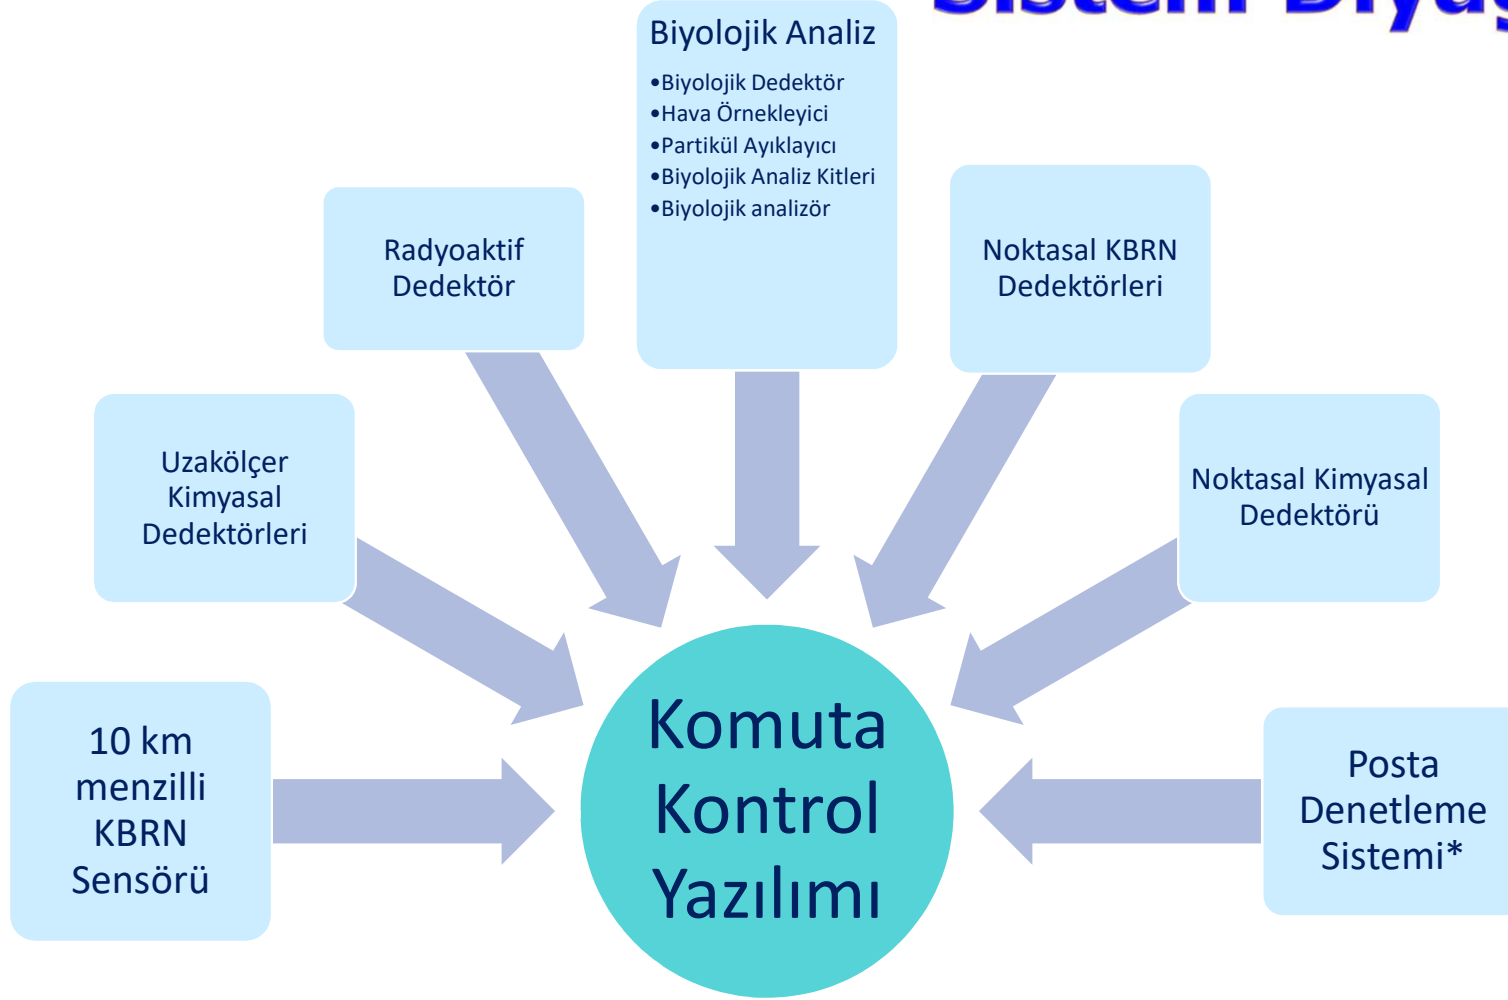 Sistem
Biyolojik Analiz
•Biyolojik Dedektör
•Hava Örnekleyici
•Partikül Ayıklayıcı
•Biyolojik Analiz Kitleri
•Biyolojik analizör
Radyoaktif
Dedektör
Noktasal KBRN
Dedektörleri
Uzakölçer
Kimyasal
Dedektörleri
Noktasal Kimyasal
Dedektörü
10 km
menzilli
KBRN
Sensörü
Komuta
Kontrol
Yazılımı
Posta
Denetleme
Sistemi*